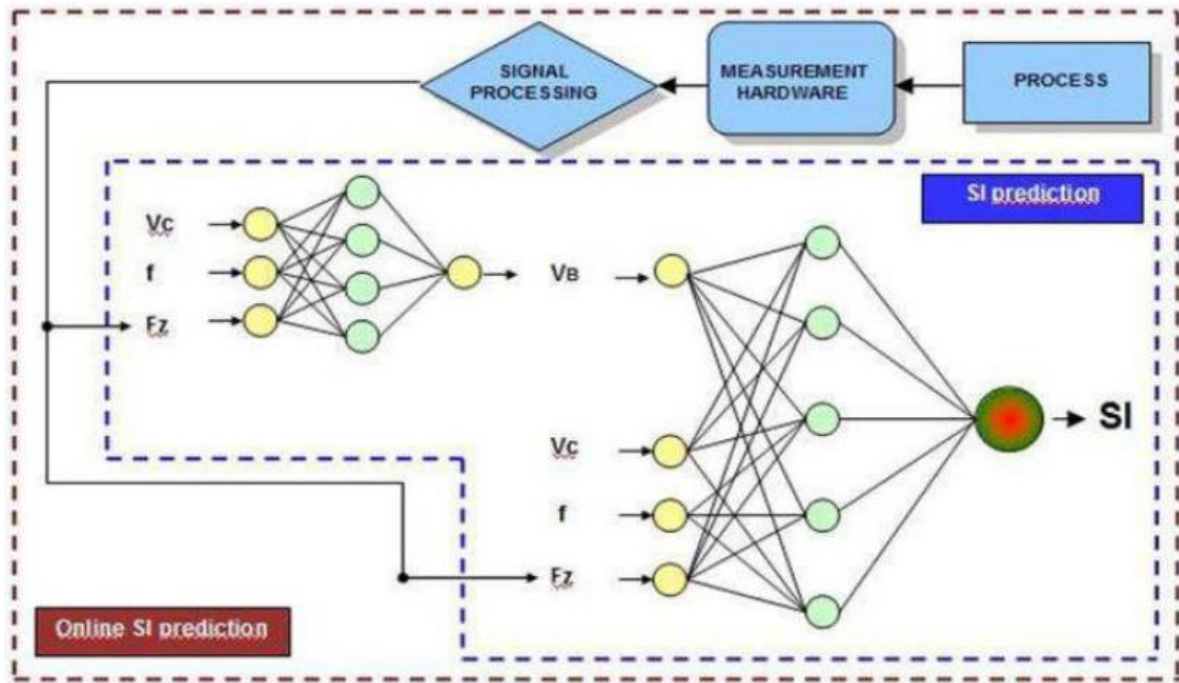 SIGNAL
PROCESSING
MEASUREMENT
HARDWARE
PROCESS
SI prediction
Vc
f
Fz
VB
Vc
f
Fz
SI
Online SI prediction